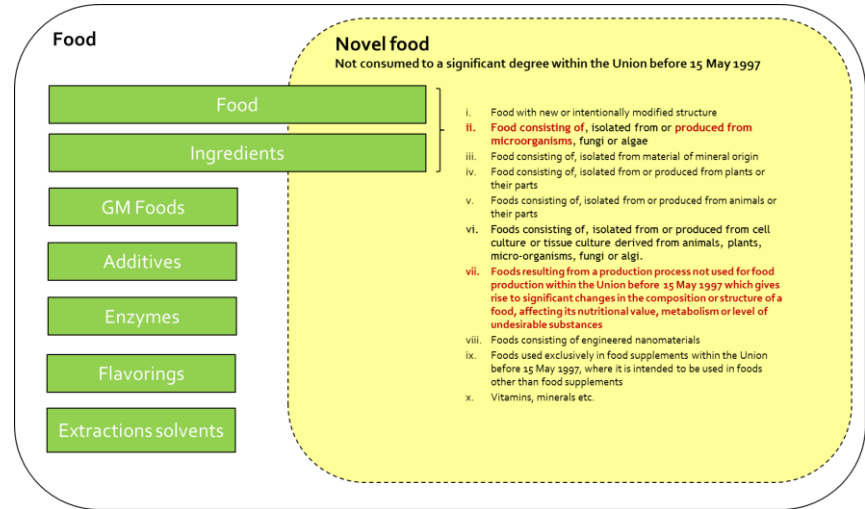 Food
Novel food
Not consumed to a significant degree within the Union before 15 May 1997
Food
Ingredients
GM Foods
Additives
Enzymes
Flavorings
Extractions solvents
i. Food with new or intentionally modified structure
ii. Food consisting of, isolated from or produced from
microorganisms, fungi or algae
iii. Food consisting of, isolated from material of mineral origin
iv. Food consisting of, isolated from or produced from plants or
their parts
v. Foods consisting of, isolated from or produced from animals or
their parts
vi. Foods consisting of, isolated from or produced from cell
culture or tissue culture derived from animals, plants,
micro-organisms, fungi or algi.
vii. Foods resulting from a production process not used for food
production within the Union before 15 May 1997 which gives
rise to significant changes in the composition or structure of a
food, affecting its nutritional value, metabolism or level of
undesirable substances
viii. Foods consisting of engineered nanomaterials
ix. Foods used exclusively in food supplements within the Union
before 15 May 1997, where it is intended to be used in foods
other than food supplements
x. Vitamins, minerals etc.